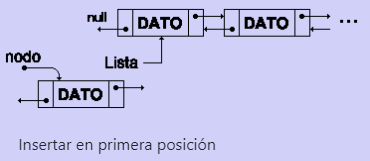 null
DATO DATO ...
nodo
Lista
DATO
Insertar en primera posición